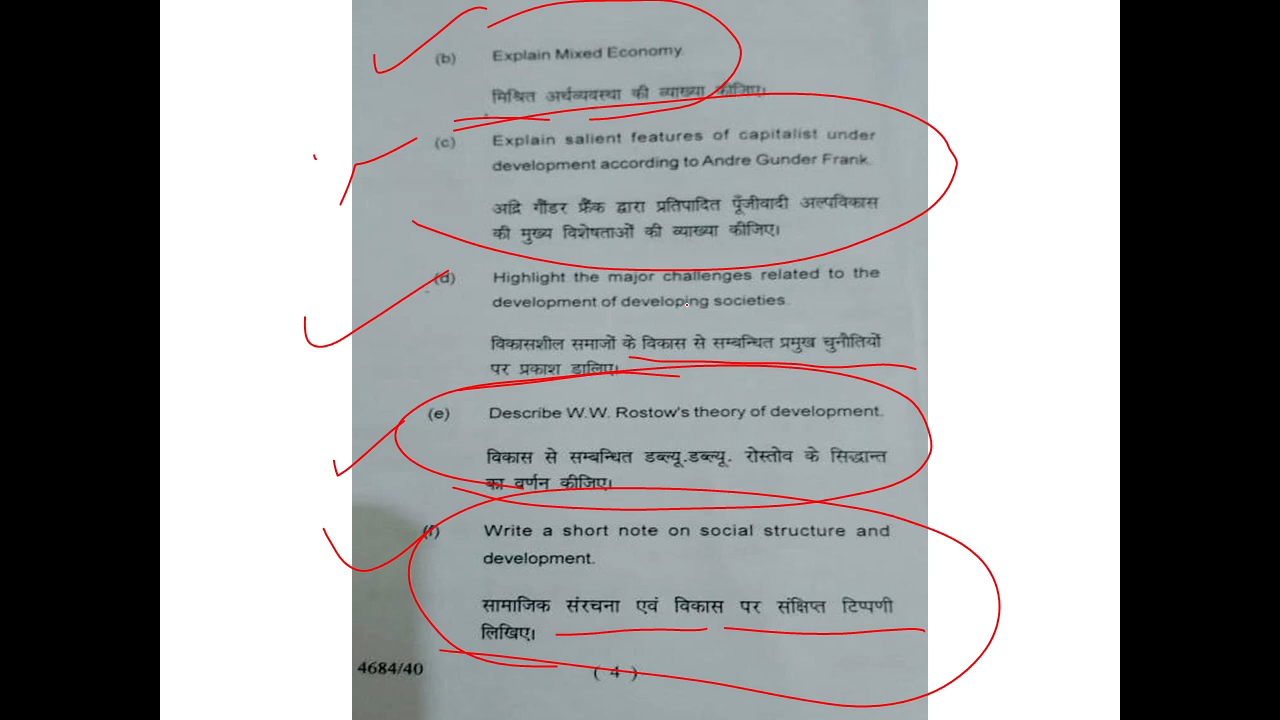 (b) Explain Mixed Economy
मिश्रित अर्थव्यवस्था की व्याख्या कीजिए।
(c) Explain salient features of capitalist under
development according to Andre Gunder Frank.
अंद्रि गौंडर फ्रैंक द्वारा प्रतिपादित पूँजीवादी अल्पविकास
की मुख्य विशेषताओं की व्याख्या कीजिए।
(d) Highlight the major challenges related to the
development of developing societies.
विकासशील समाजों के विकास से सम्बन्धित प्रमुख चुनौतियों
पर प्रकाश डालिए।
(e) Describe W.W. Rostow's theory of development.
विकास से सम्बन्धित डब्ल्यू.डब्ल्यू. रोस्तोव के सिद्धान्त
का वर्णन कीजिए।
(f) Write a short note on social structure and
development.
सामाजिक संरचना एवं विकास पर संक्षिप्त टिप्पणी
लिखिए।
4684/40 ( 4 )